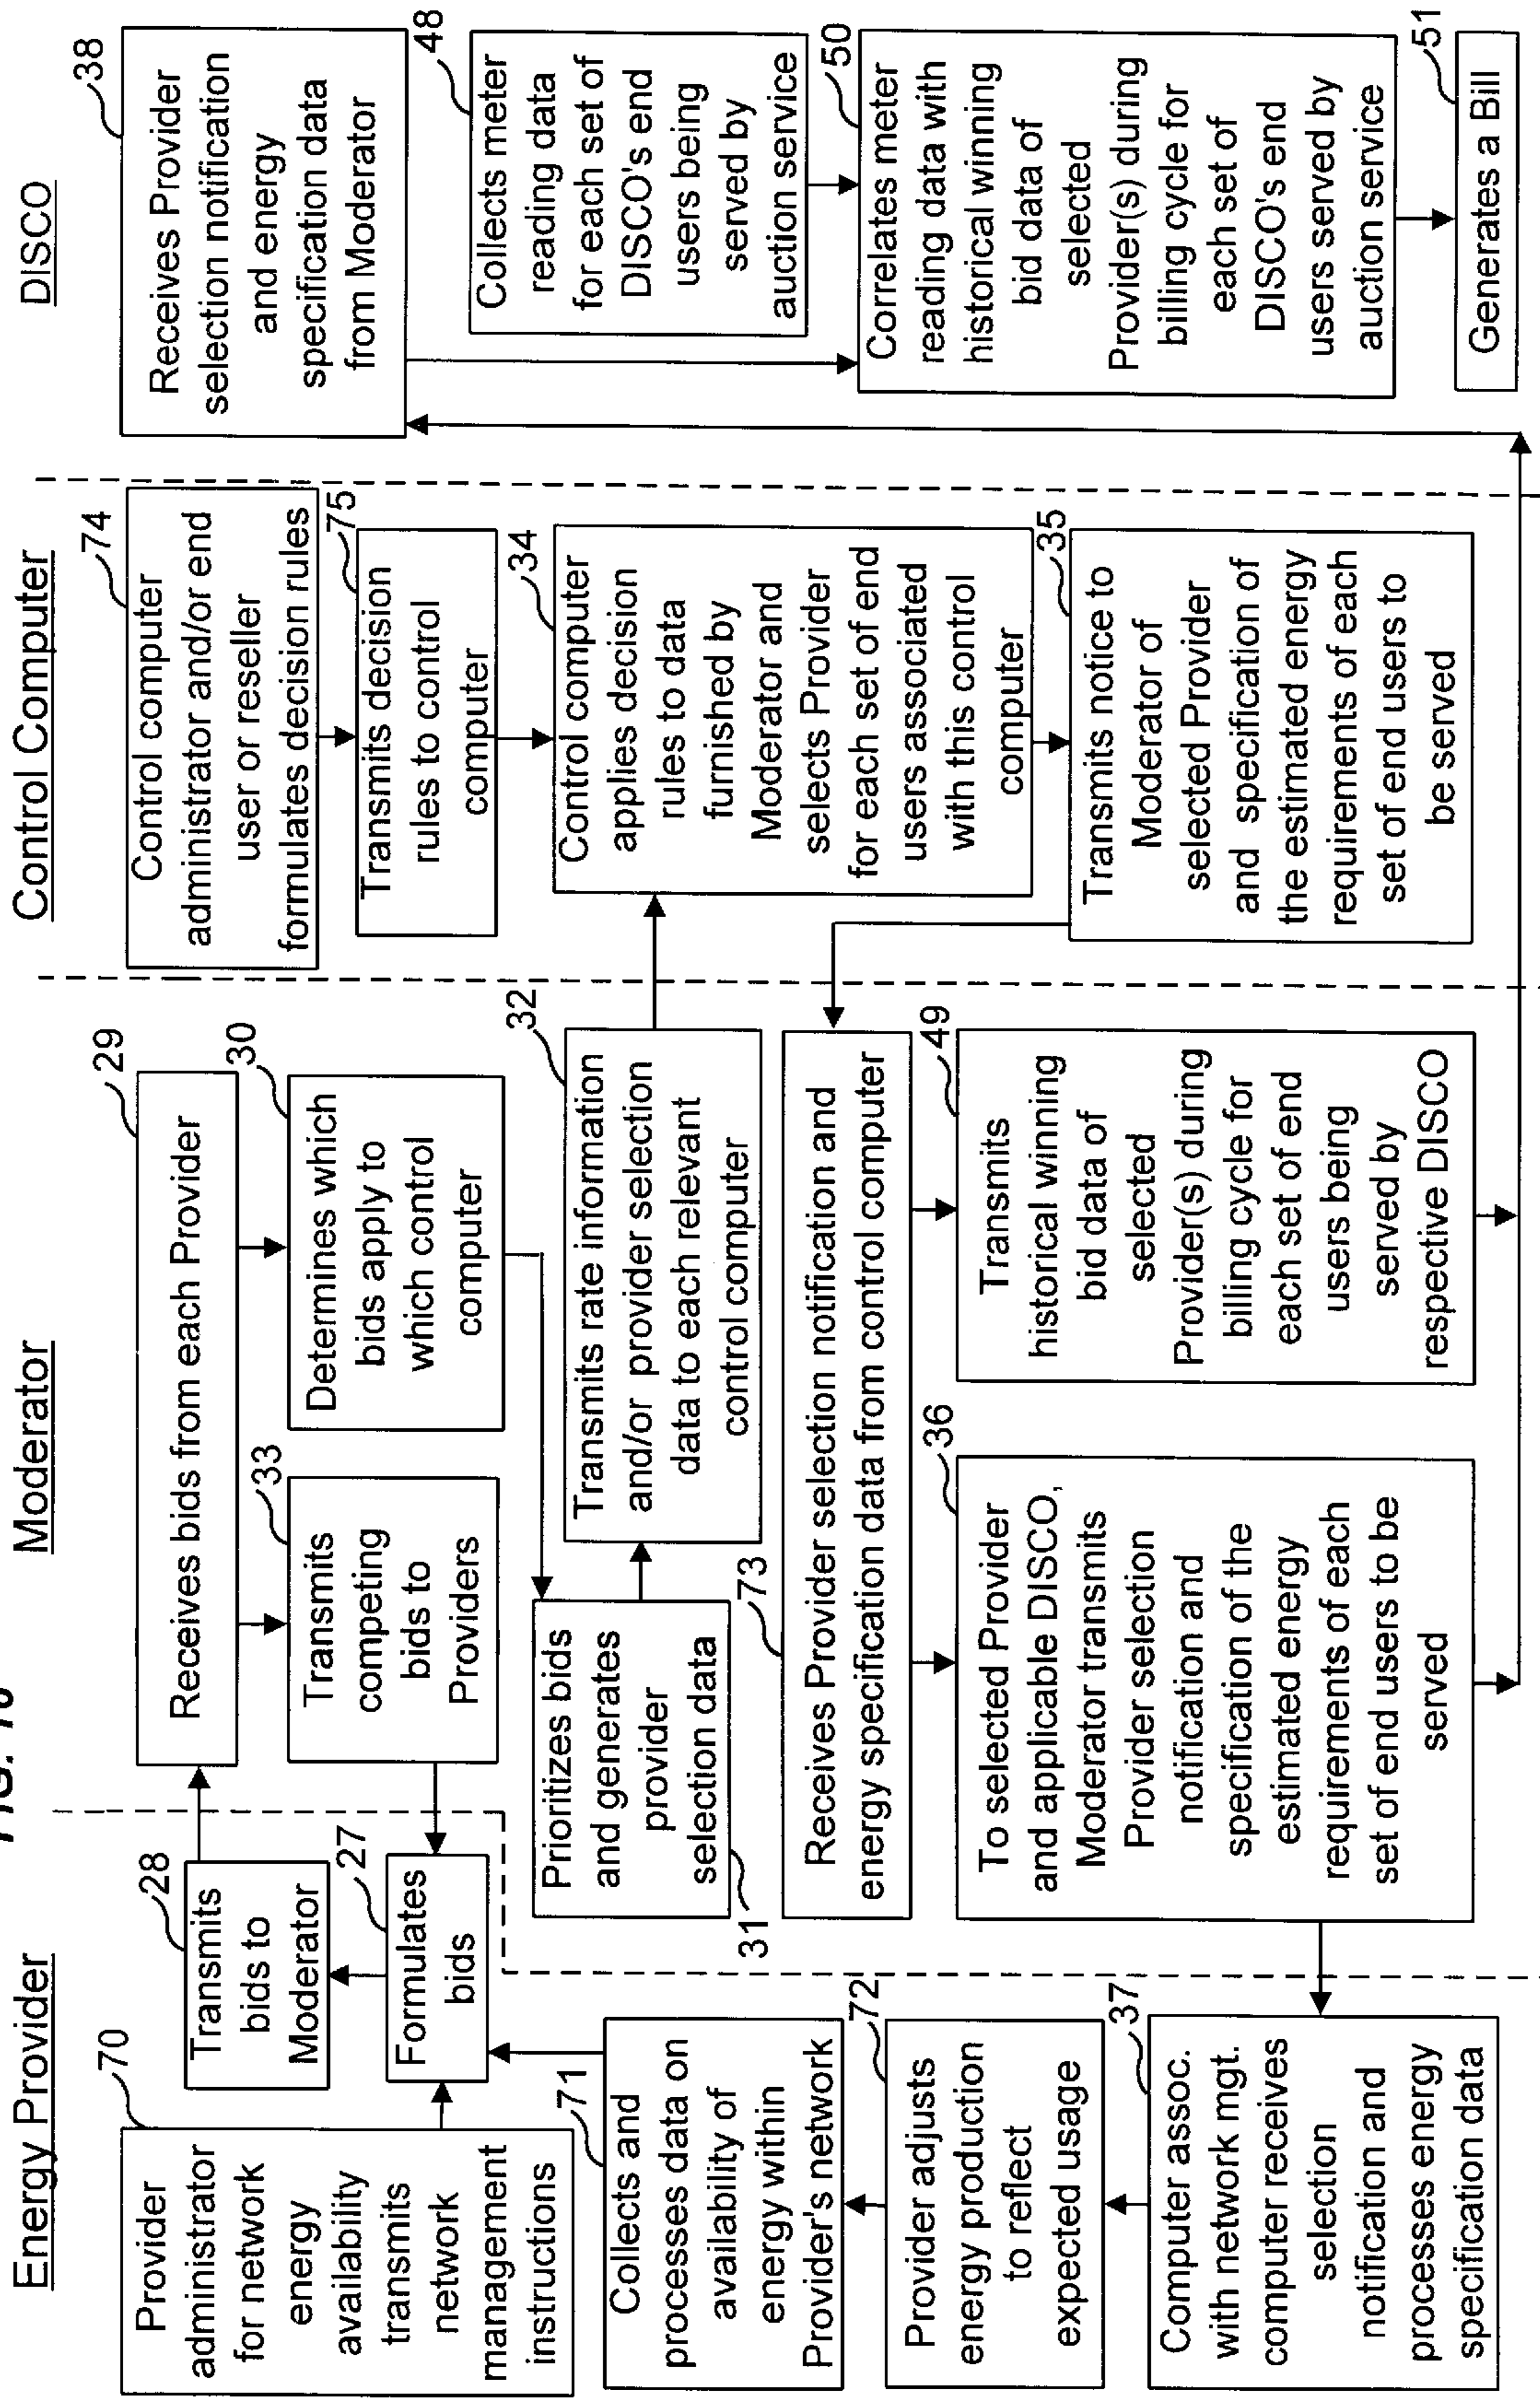 FIG. 10
Energy Provider
70
Provider
administrator
for network
energy
availability
transmits
network
management
instructions
28
Transmits
bids to
Moderator
27
Formulates
bids
71
Collects and
processes data on
availability of
energy within
Provider's network
72
Provider adjusts
energy production
to reflect
expected usage
37
Computer assoc.
with network mgt.
computer receives
selection
notification and
processes energy
specification data
Moderator
29
Receives bids from each Provider
33
Transmits
competing
bids to
Providers
30
Determines which
bids apply to
which control
computer
Prioritizes bids
and generates
provider
selection data
31
32
Transmits rate information
and/or provider selection
data to each relevant
control computer
73
Receives Provider selection notification and
energy specification data from control computer
36
To selected Provider
and applicable DISCO,
Moderator transmits
Provider selection
notification and
specification of the
estimated energy
requirements of each
set of end users to be
served
49
Transmits
historical winning
bid data of
selected
Provider(s) during
billing cycle for
each set of end
users being
served by
respective DISCO
Control Computer
74
Control computer
administrator and/or end
user or reseller
formulates decision rules
75
Transmits decision
rules to control
computer
34
Control computer
applies decision
rules to data
furnished by
Moderator and
selects Provider
for each set of end
users associated
with this control
computer
35
Transmits notice to
Moderator of
selected Provider
and specification of
the estimated energy
requirements of each
set of end users to
be served
DISCO
38
Receives Provider
selection notification
and energy
specification data
from Moderator
48
Collects meter
reading data
for each set of
DISCO's end
users being
served by
auction service
50
Correlates meter
reading data with
historical winning
bid data of
selected
Provider(s) during
billing cycle for
each set of
DISCO's end
users served by
auction service
51
Generates a Bill